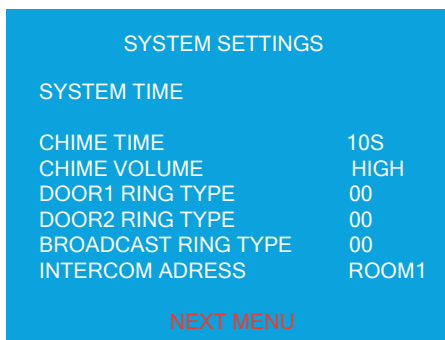 SYSTEM SETTINGS
SYSTEM TIME
CHIME TIME 10S
CHIME VOLUME HIGH
DOOR1 RING TYPE 00
DOOR2 RING TYPE 00
BROADCAST RING TYPE 00
INTERCOM ADRESS ROOM1
NEXT MENU